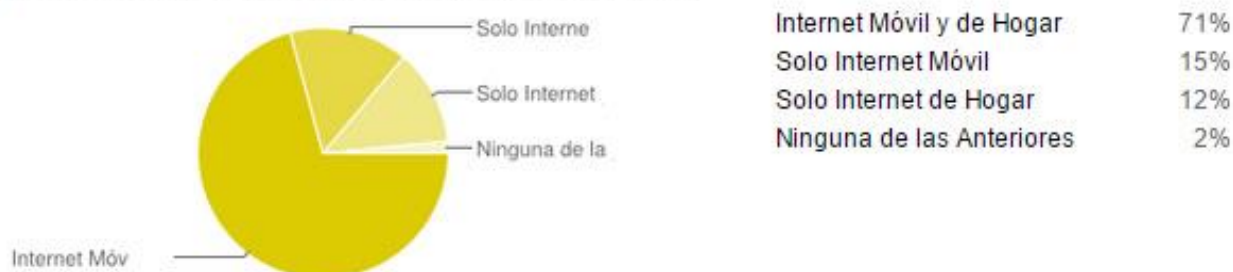 Solo Interne
Solo Internet
Ninguna de la
Internet Móv
Internet Móvil y de Hogar 71%
Solo Internet Móvil 15%
Solo Internet de Hogar 12%
Ninguna de las Anteriores 2%